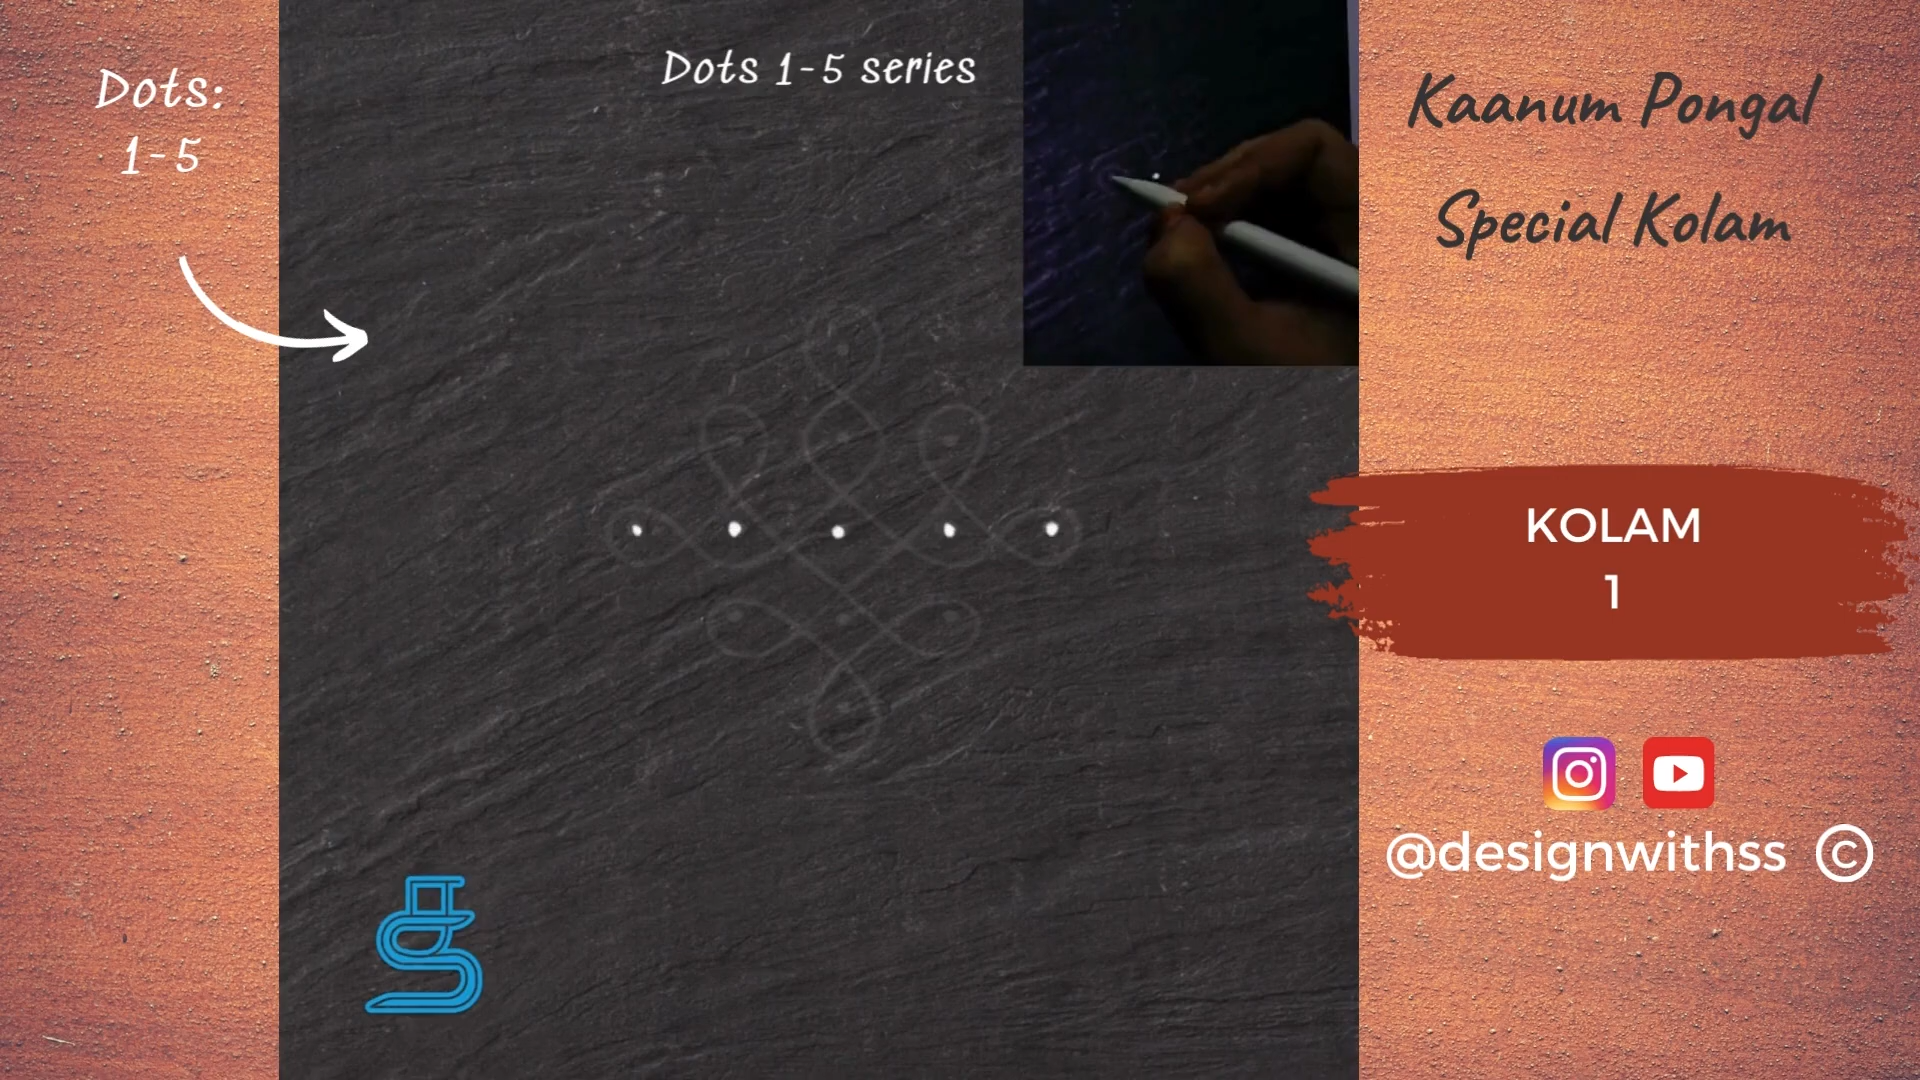 Dots:
1-5
Dots 1-5 series
Kaanum Pongal
Special Kolam
KOLAM
1
@designwithss ©